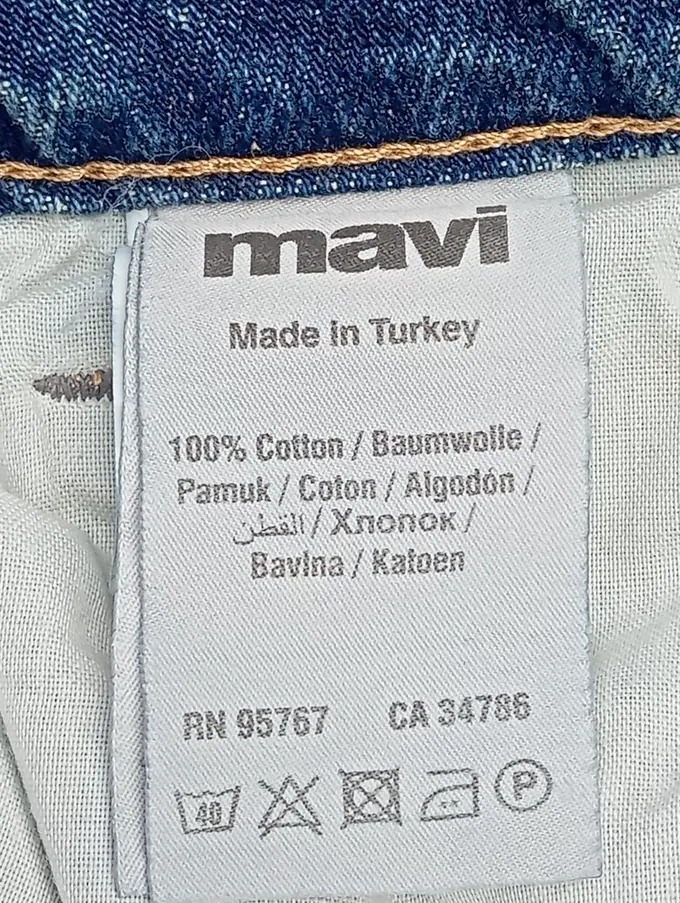 mavi
Made in Turkey
100% Cotton / Baumwolle /
Pamuk / Coton / Algodón /
القطن / Хлопок /
Bavlna / Katoen
RN 95767 CA 34786
40 P